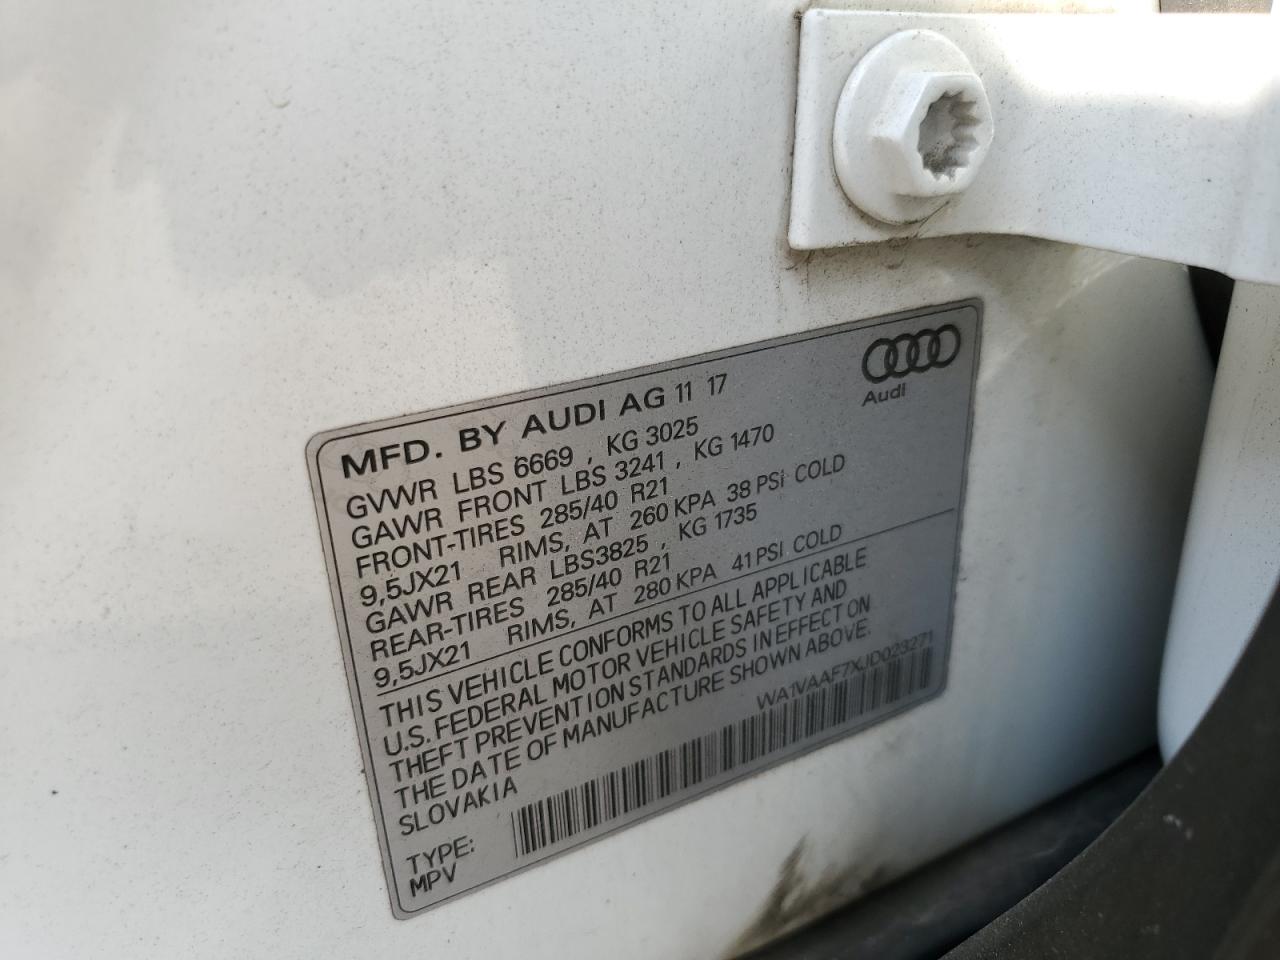 MFD. BY AUDI AG 11 17
Audi
GVWR LBS 6669 , KG 3025
GAWR FRONT LBS 3241 , KG 1470
FRONT-TIRES 285/40 R21
9,5JX21 RIMS, AT 260 KPA 38 PSI COLD
GAWR REAR LBS3825 , KG 1735
REAR-TIRES 285/40 R21
9,5JX21 RIMS, AT 280 KPA 41 PSI COLD
THIS VEHICLE CONFORMS TO ALL APPLICABLE
U.S. FEDERAL MOTOR VEHICLE SAFETY AND
THEFT PREVENTION STANDARDS IN EFFECT ON
THE DATE OF MANUFACTURE SHOWN ABOVE.
SLOVAKIA
WA1VAAF7XJD023271
TYPE:
MPV